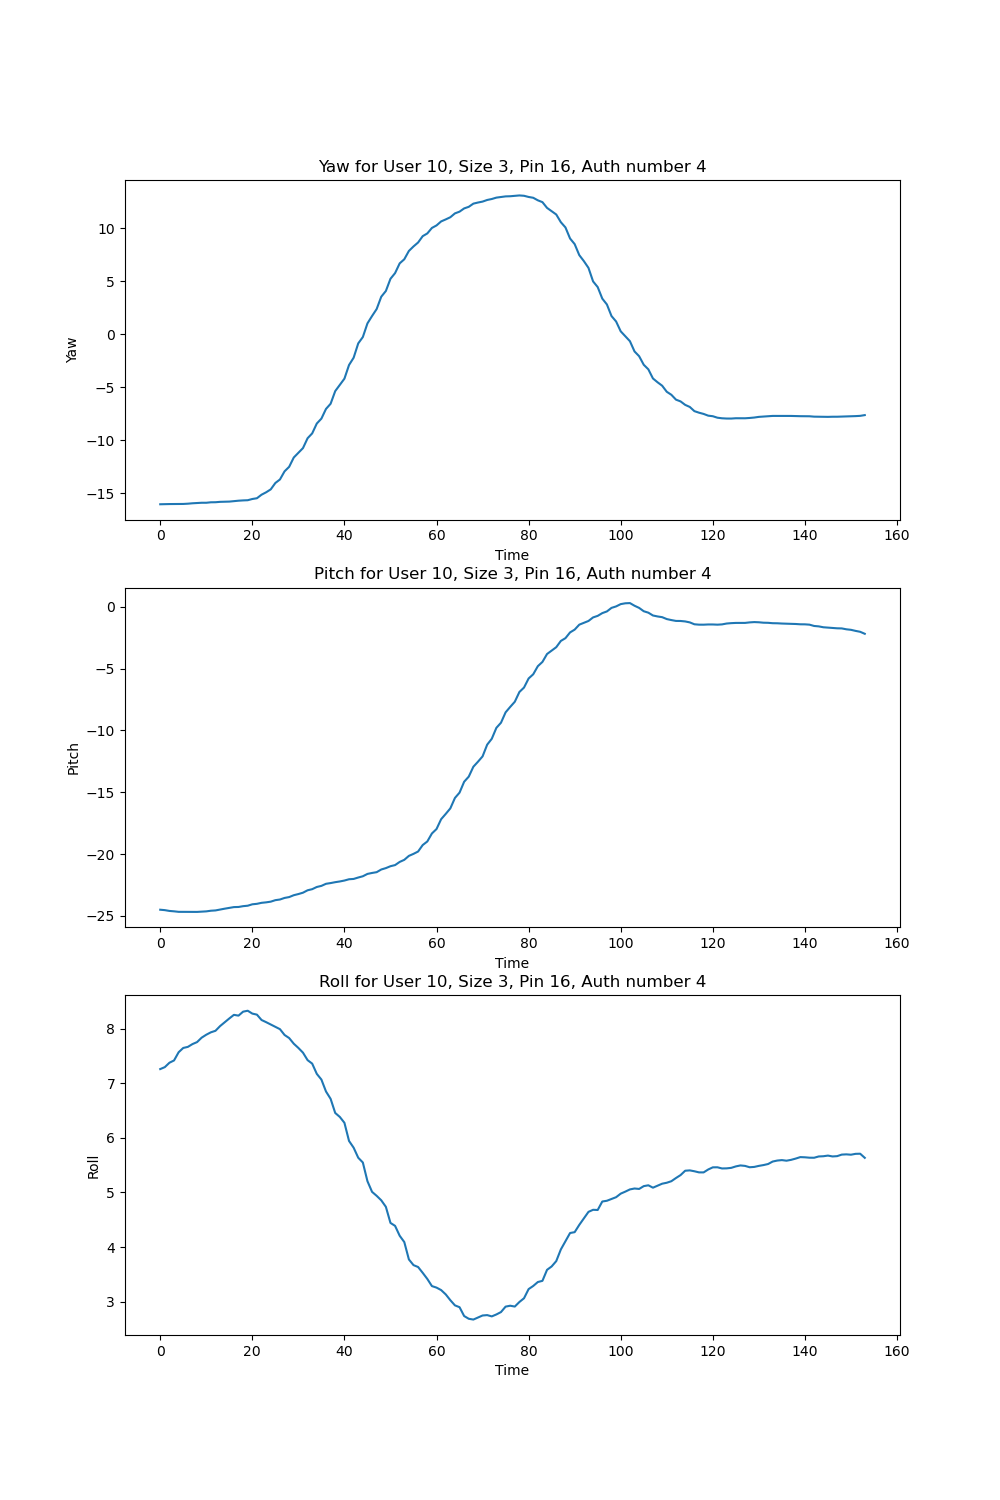 Yaw for User 10, Size 3, Pin 16, Auth number 4
10
5
0
−5
−10
−15
Yaw
0 20 40 60 80 100 120 140 160
Time
Pitch for User 10, Size 3, Pin 16, Auth number 4
0
−5
−10
−15
−20
−25
Pitch
0 20 40 60 80 100 120 140 160
Time
Roll for User 10, Size 3, Pin 16, Auth number 4
8
7
6
5
4
3
Roll
0 20 40 60 80 100 120 140 160
Time